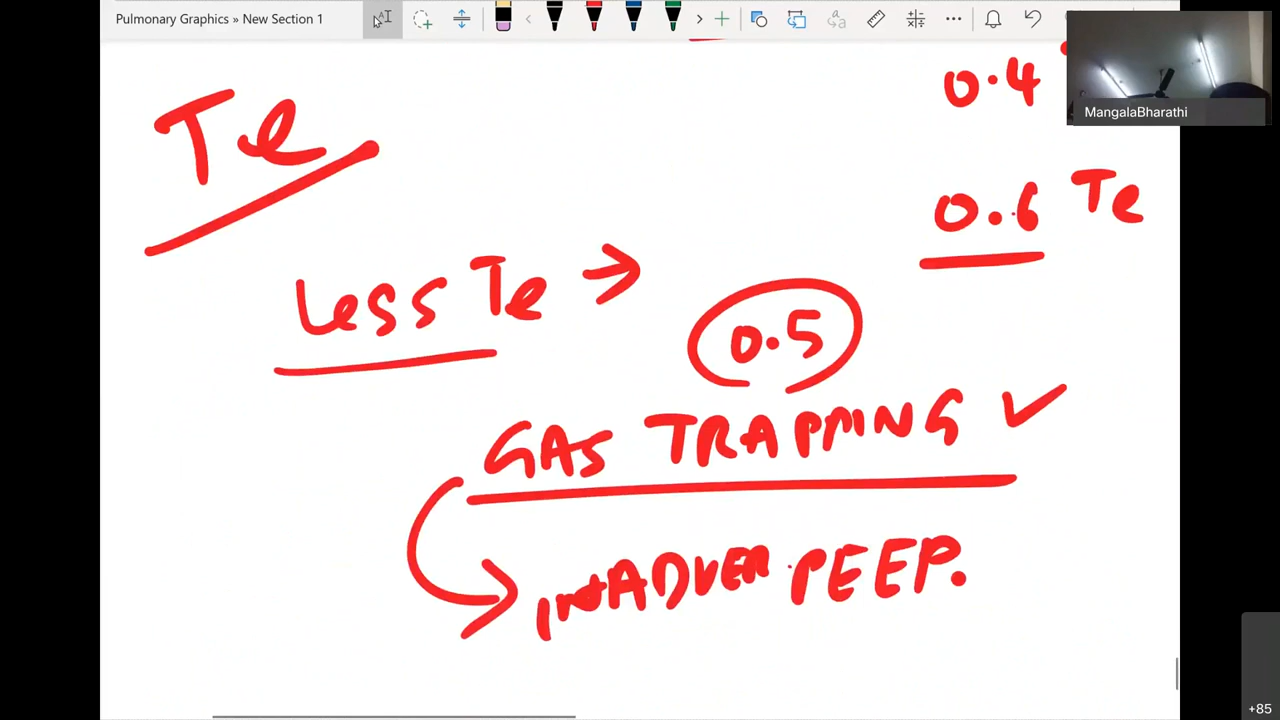 Pulmonary Graphics » New Section 1
MangalaBharathi
0.4
Te
0.6 Te
Less Te →
0.5
GAS TRAPPING ✓
INADVER. PEEP.
+85